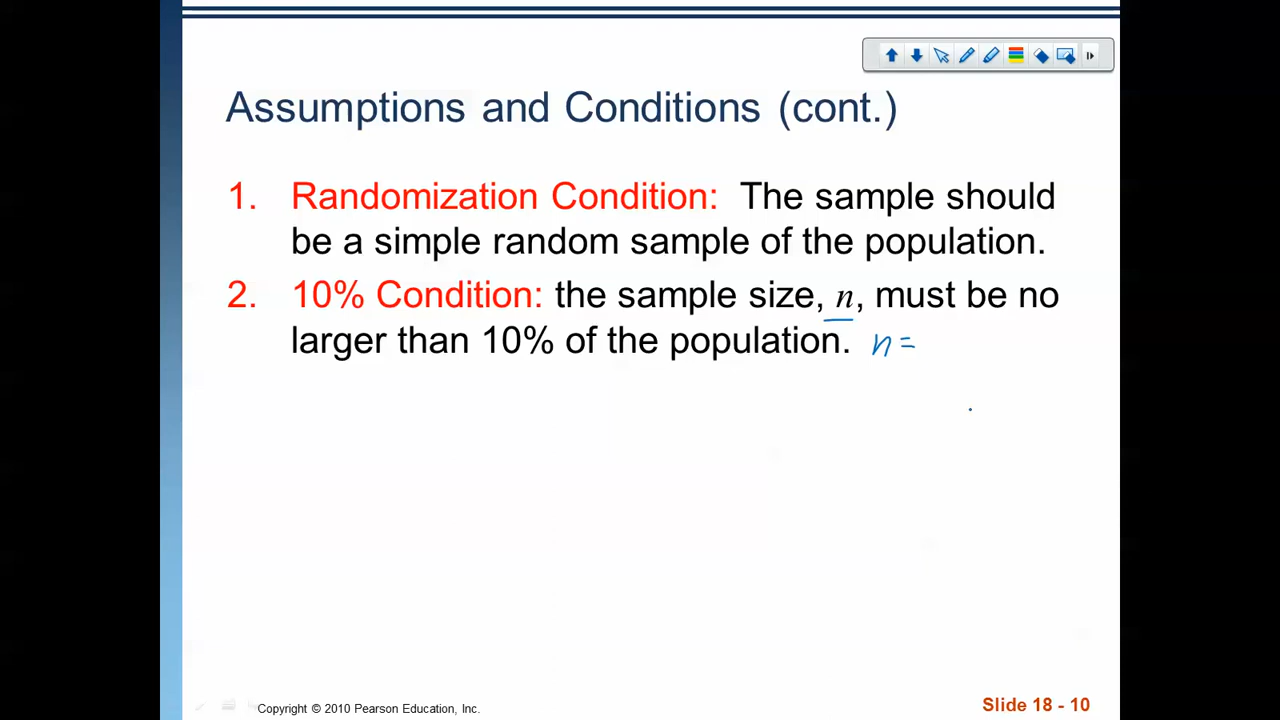 Assumptions and Conditions (cont.)
1. Randomization Condition: The sample should
be a simple random sample of the population.
2. 10% Condition: the sample size, n, must be no
larger than 10% of the population. n =
Copyright © 2010 Pearson Education, Inc.
Slide 18 - 10